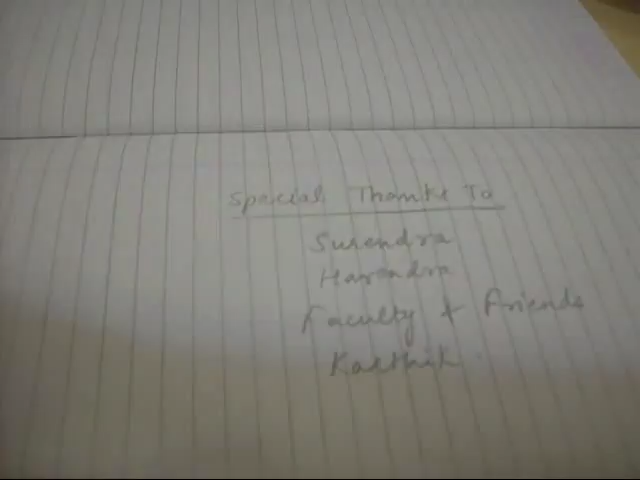 Special Thanks To
Surendra
Harendra
Faculty + Friends
Karthik